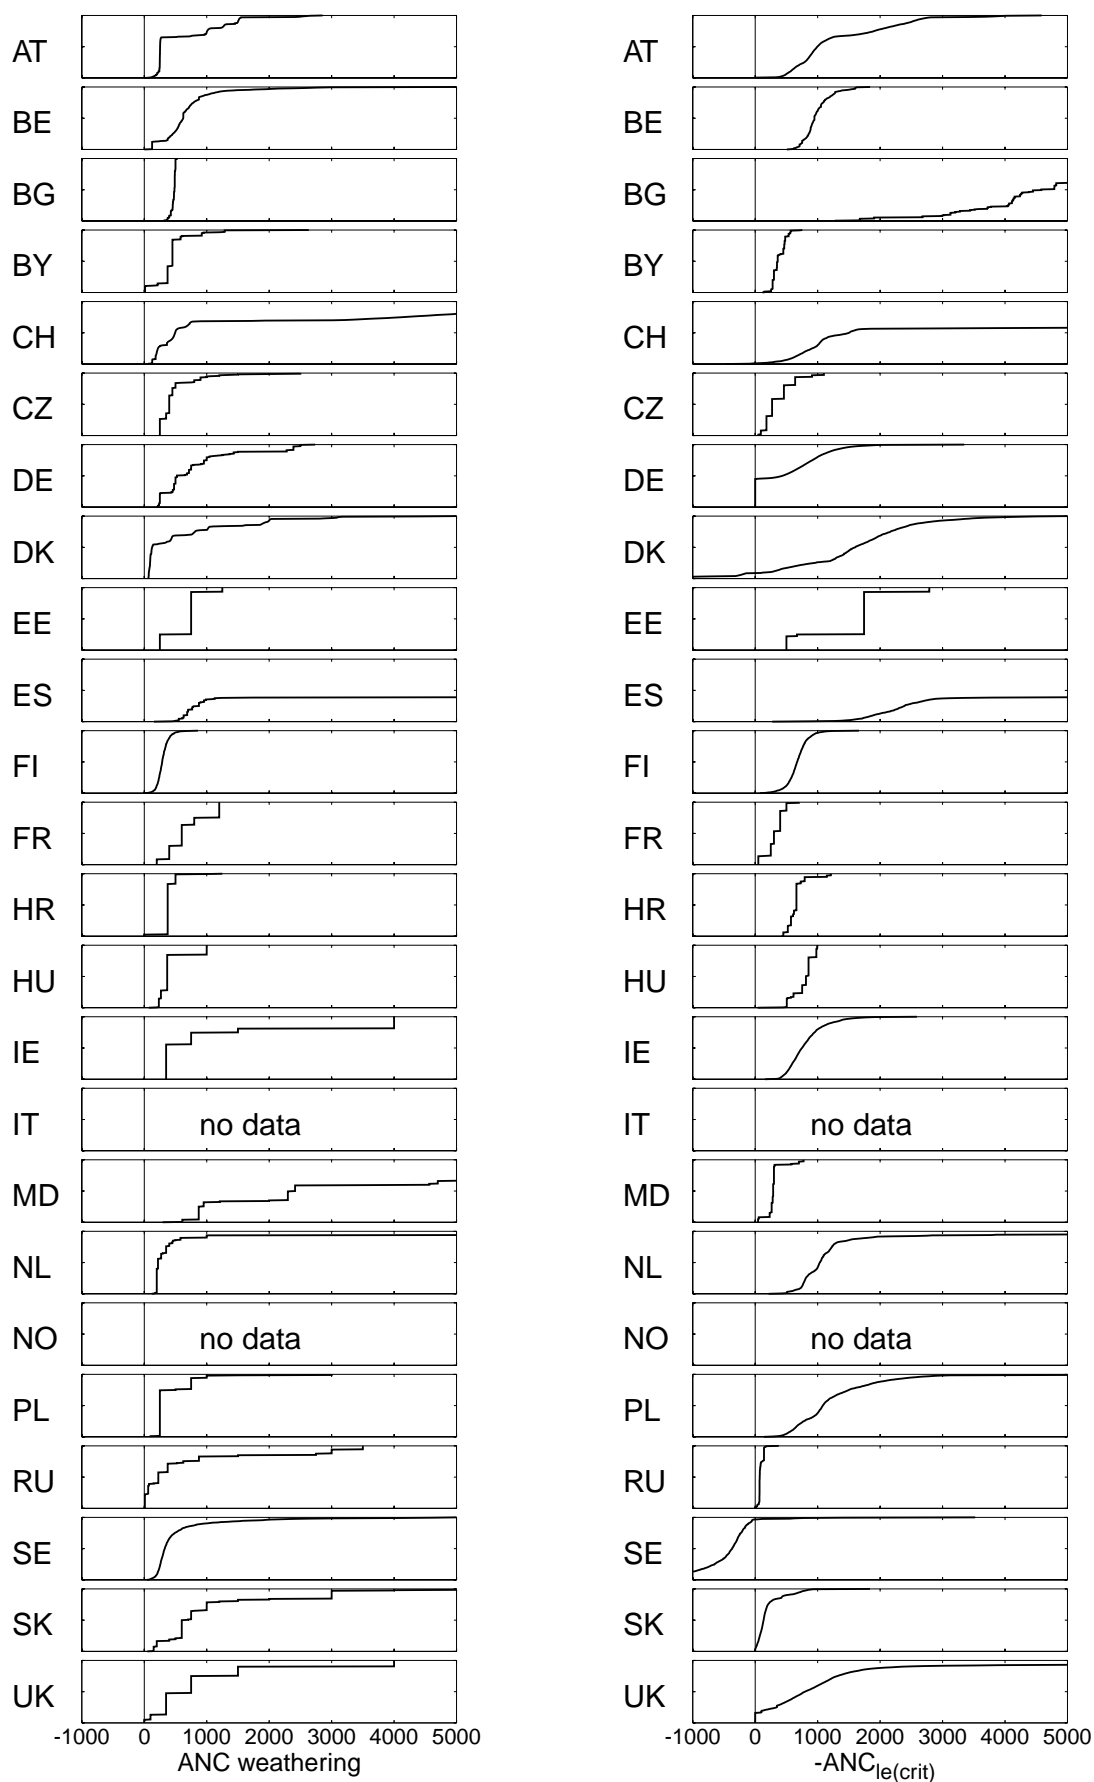 AT AT
BE BE
BG BG
BY BY
CH CH
CZ CZ
DE DE
DK DK
EE EE
ES ES
FI FI
FR FR
HR HR
HU HU
IE IE
IT no data IT no data
MD MD
NL NL
NO no data NO no data
PL PL
RU RU
SE SE
SK SK
UK UK
-1000 0 1000 2000 3000 4000 5000 -1000 0 1000 2000 3000 4000 5000
ANC weathering -ANCle(crit)